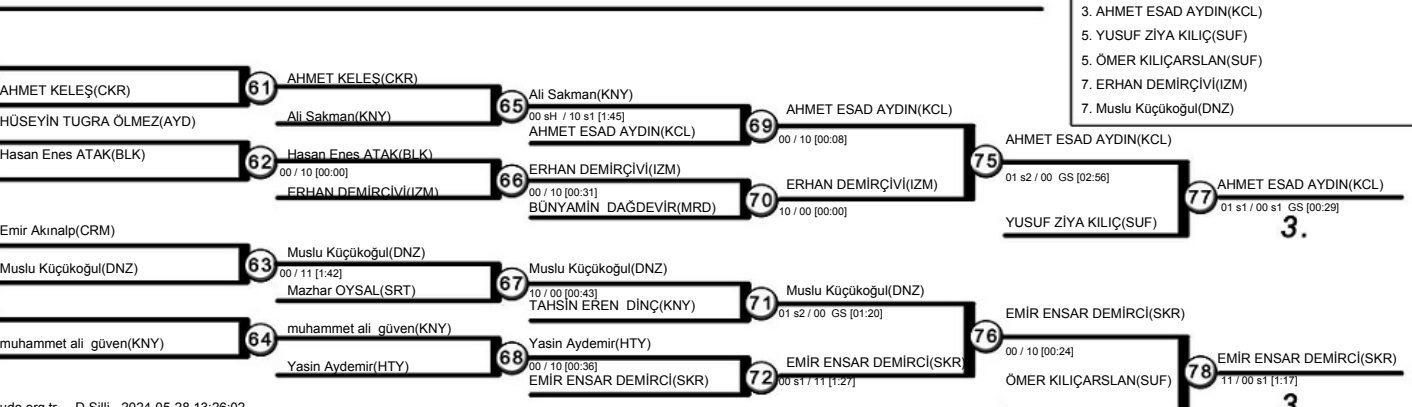 3. AHMET ESAD AYDIN(KCL)
5. YUSUF ZİYA KILIÇ(SUF)
5. ÖMER KILIÇARSLAN(SUF)
7. ERHAN DEMİRÇİVİ(IZM)
7. Muslu Küçükoğul(DNZ)
AHMET KELEŞ(CKR)
HÜSEYİN TUGRA ÖLMEZ(AYD)
61
AHMET KELEŞ(CKR)
Ali Sakman(KNY)
65
Ali Sakman(KNY)
00 sH / 10 s1 [1:45]
AHMET ESAD AYDIN(KCL)
69
AHMET ESAD AYDIN(KCL)
00 / 10 [00:08]
75
AHMET ESAD AYDIN(KCL)
01 s2 / 00 GS [02:56]
YUSUF ZİYA KILIÇ(SUF)
77
AHMET ESAD AYDIN(KCL)
01 s1 / 00 s1 GS [00:29]
3.
Hasan Enes ATAK(BLK)
62
Hasan Enes ATAK(BLK)
00 / 10 [00:00]
ERHAN DEMİRÇİVİ(IZM)
66
ERHAN DEMİRÇİVİ(IZM)
00 / 10 [00:31]
BÜNYAMİN DAĞDEVİR(MRD)
70
ERHAN DEMİRÇİVİ(IZM)
10 / 00 [00:00]
Emir Akınalp(CRM)
Muslu Küçükoğul(DNZ)
63
Muslu Küçükoğul(DNZ)
00 / 11 [1:42]
Mazhar OYSAL(SRT)
67
Muslu Küçükoğul(DNZ)
10 / 00 [00:43]
TAHSİN EREN DİNÇ(KNY)
71
Muslu Küçükoğul(DNZ)
01 s2 / 00 GS [01:20]
76
EMİR ENSAR DEMİRCİ(SKR)
00 / 10 [00:24]
ÖMER KILIÇARSLAN(SUF)
78
EMİR ENSAR DEMİRCİ(SKR)
11 / 00 s1 [1:17]
3.
muhammet ali güven(KNY)
64
muhammet ali güven(KNY)
Yasin Aydemir(HTY)
68
Yasin Aydemir(HTY)
00 / 10 [00:36]
EMİR ENSAR DEMİRCİ(SKR)
72
EMİR ENSAR DEMİRCİ(SKR)
00 s1 / 11 [1:27]
udo.org.tr D.Silli 2024-05-28 13:26:02